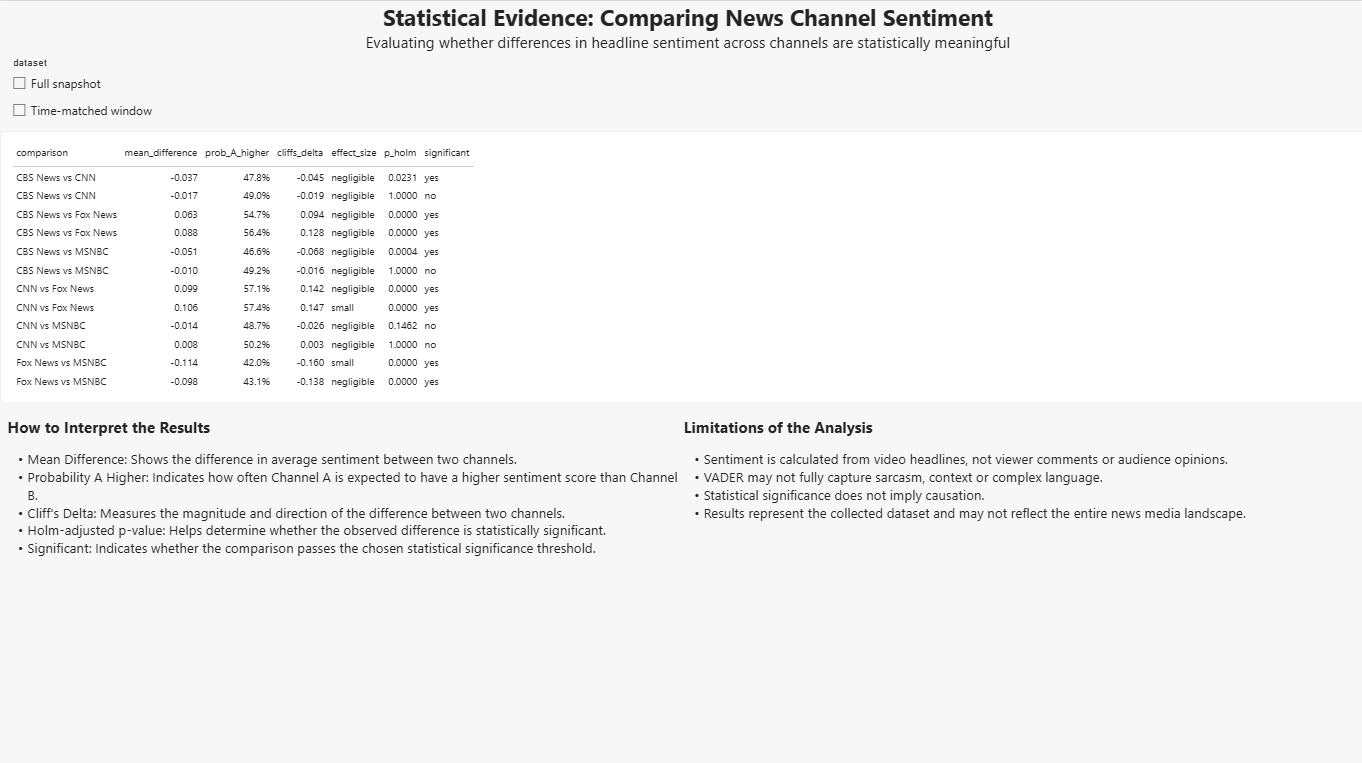 Statistical Evidence: Comparing News Channel Sentiment
Evaluating whether differences in headline sentiment across channels are statistically meaningful
dataset
Full snapshot
Time-matched window
comparison mean_difference prob_A_higher cliffs_delta effect_size p_holm significant
CBS News vs CNN -0.037 47.8% -0.045 negligible 0.0231 yes
CBS News vs CNN -0.017 49.0% -0.019 negligible 1.0000 no
CBS News vs Fox News 0.063 54.7% 0.094 negligible 0.0000 yes
CBS News vs Fox News 0.088 56.4% 0.128 negligible 0.0000 yes
CBS News vs MSNBC -0.051 46.6% -0.068 negligible 0.0004 yes
CBS News vs MSNBC -0.010 49.2% -0.016 negligible 1.0000 no
CNN vs Fox News 0.099 57.1% 0.142 negligible 0.0000 yes
CNN vs Fox News 0.106 57.4% 0.147 small 0.0000 yes
CNN vs MSNBC -0.014 48.7% -0.026 negligible 0.1462 no
CNN vs MSNBC 0.008 50.2% 0.003 negligible 1.0000 no
Fox News vs MSNBC -0.114 42.0% -0.160 small 0.0000 yes
Fox News vs MSNBC -0.098 43.1% -0.138 negligible 0.0000 yes
How to Interpret the Results
• Mean Difference: Shows the difference in average sentiment between two channels.
• Probability A Higher: Indicates how often Channel A is expected to have a higher sentiment score than Channel
B.
• Cliff's Delta: Measures the magnitude and direction of the difference between two channels.
• Holm-adjusted p-value: Helps determine whether the observed difference is statistically significant.
• Significant: Indicates whether the comparison passes the chosen statistical significance threshold.
Limitations of the Analysis
• Sentiment is calculated from video headlines, not viewer comments or audience opinions.
• VADER may not fully capture sarcasm, context or complex language.
• Statistical significance does not imply causation.
• Results represent the collected dataset and may not reflect the entire news media landscape.